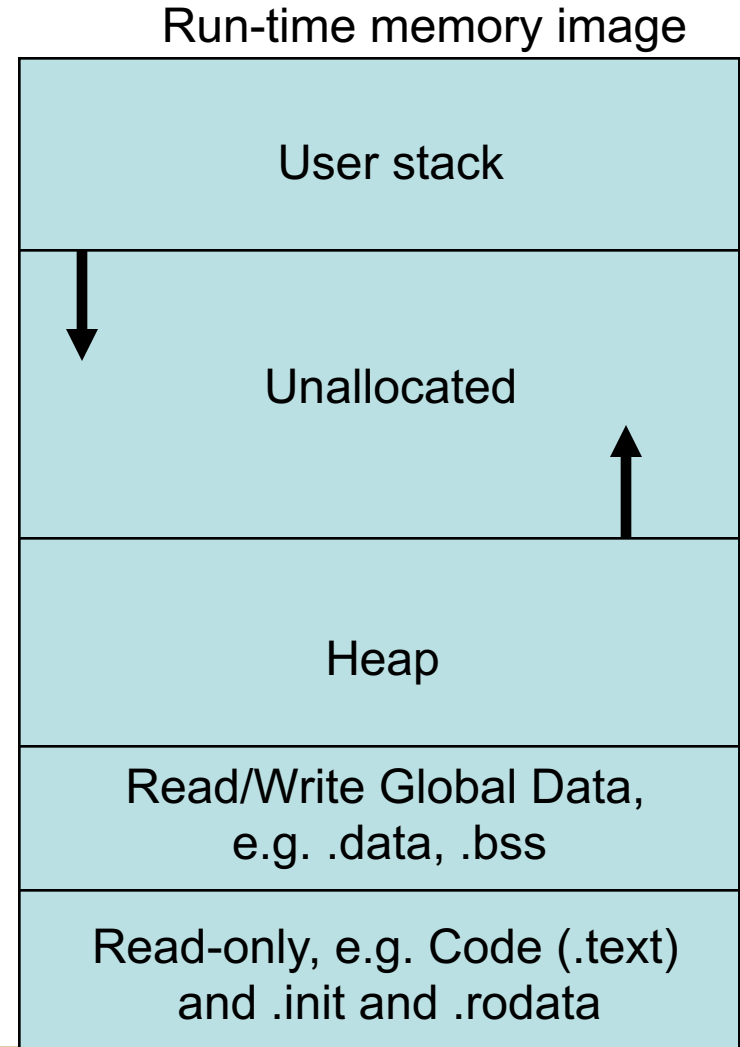 Run-time memory image
User stack
Unallocated
Heap
Read/Write Global Data,
e.g. .data, .bss
Read-only, e.g. Code (.text)
and .init and .rodata